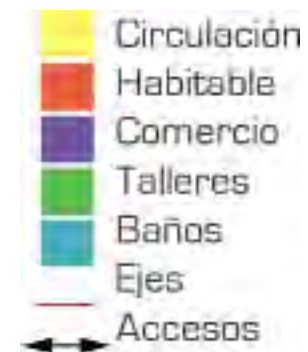 Circulación
Habitable
Comercio
Talleres
Baños
Ejes
Accesos